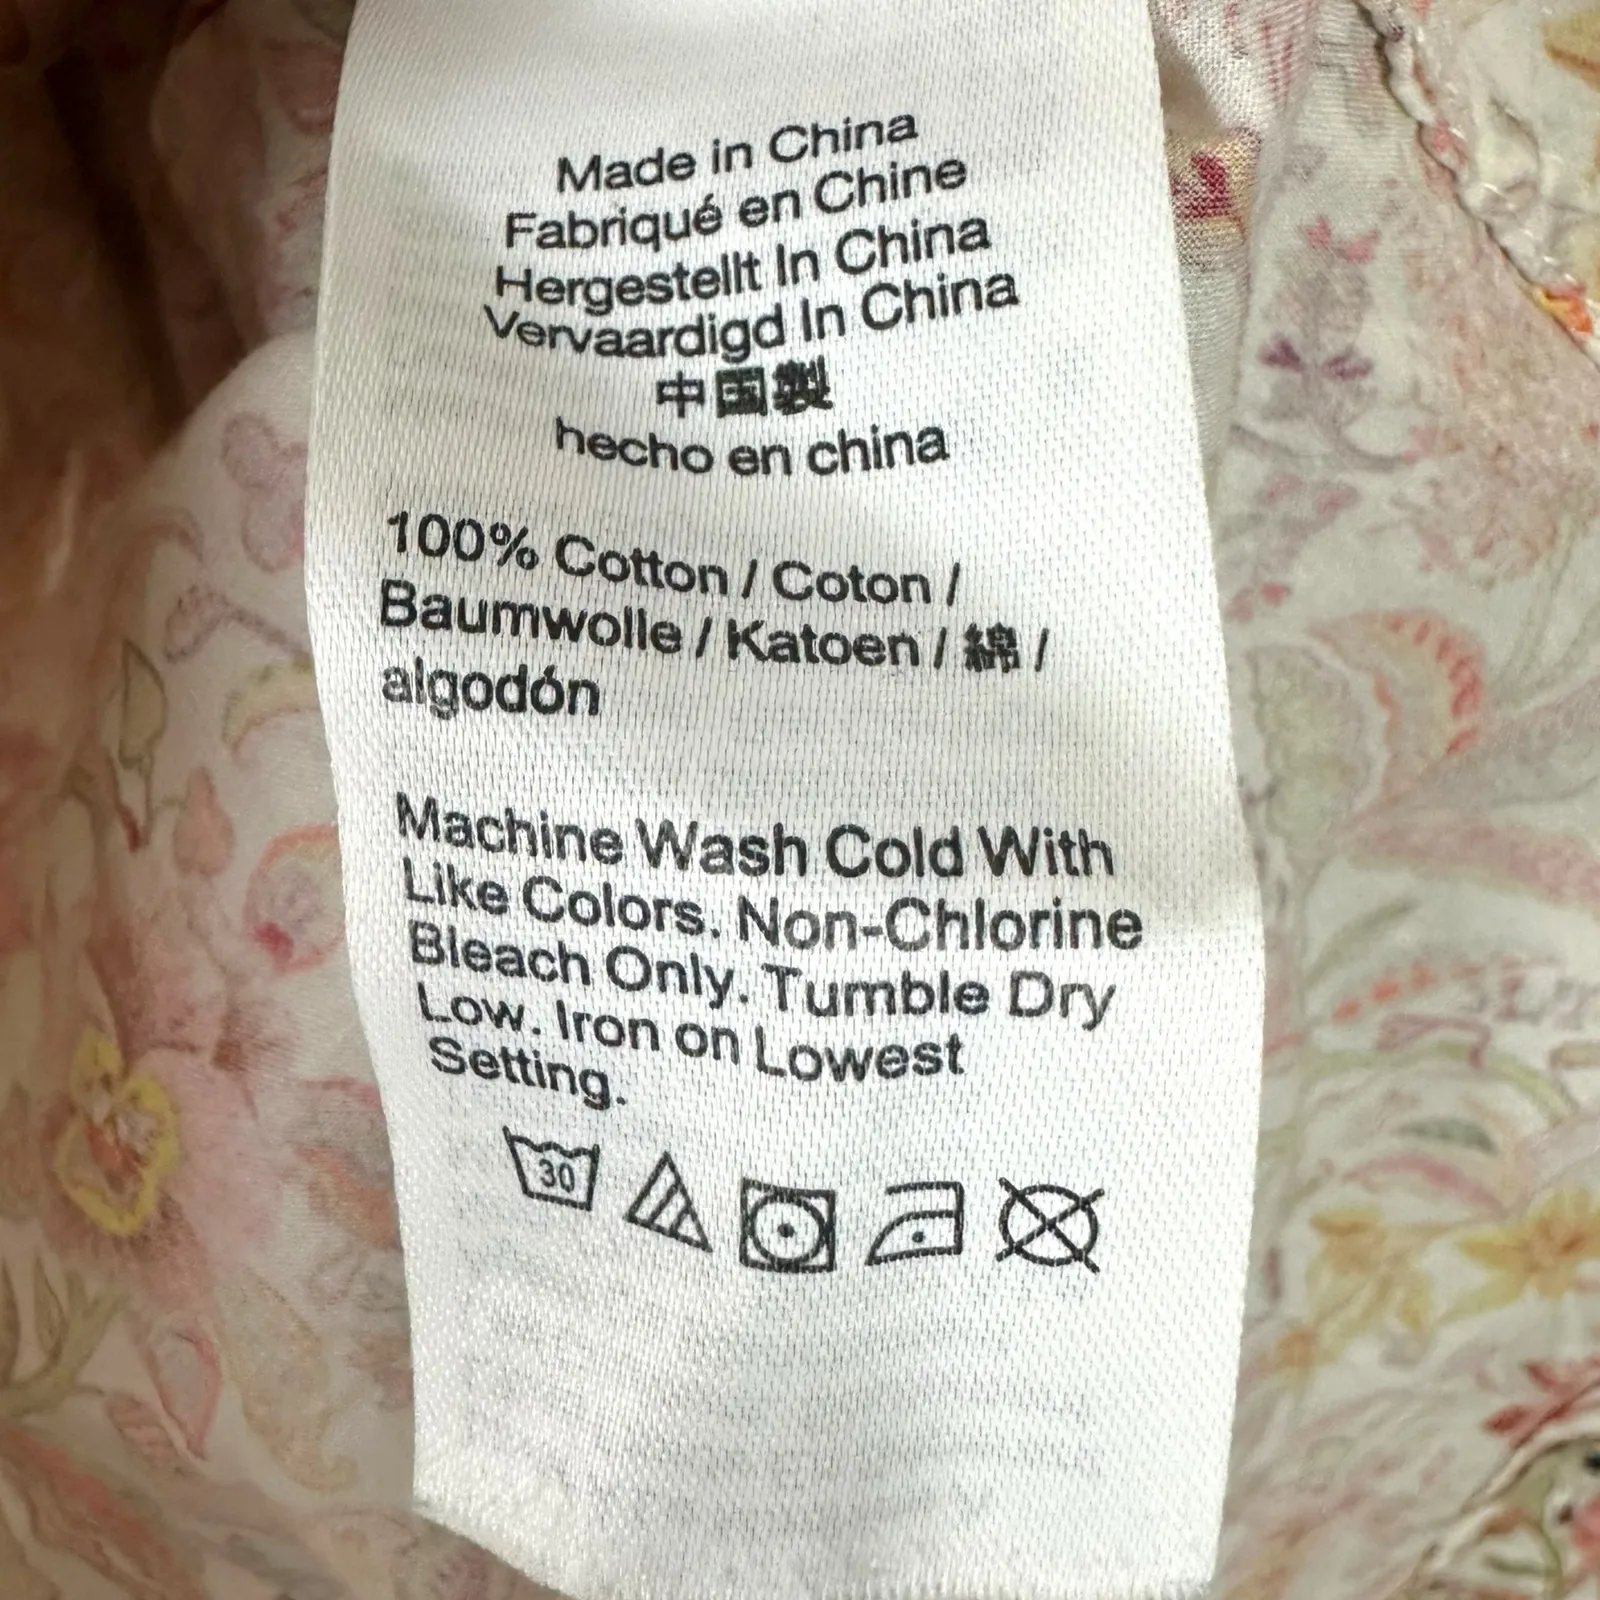 Made in China
Fabriqué en Chine
Hergestellt In China
Vervaardigd In China
中国製
hecho en china
100% Cotton / Coton /
Baumwolle / Katoen / 綿 /
algodón
Machine Wash Cold With
Like Colors. Non-Chlorine
Bleach Only. Tumble Dry
Low. Iron on Lowest
Setting.
30